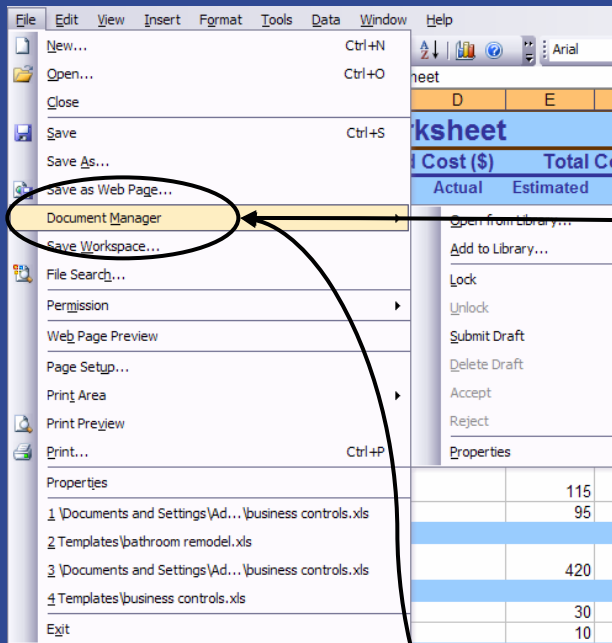 File Edit View Insert Format Tools Data Window Help
New... Ctrl+N
Arial
Open... Ctrl+O
heet
Close
D E
Save Ctrl+S
ksheet
Save As...
Cost ($) Total Co
Save as Web Page...
Actual Estimated
Document Manager
Open from Library...
Save Workspace...
Add to Library...
File Search...
Lock
Permission
Unlock
Web Page Preview
Submit Draft
Page Setup...
Delete Draft
Print Area
Accept
Print Preview
Reject
Print... Ctrl+P
Properties
Properties
115
1 \Documents and Settings\Ad...\business controls.xls
95
2 Templates\bathroom remodel.xls
3 \Documents and Settings\Ad...\business controls.xls
420
4 Templates\business controls.xls
30
Exit
10